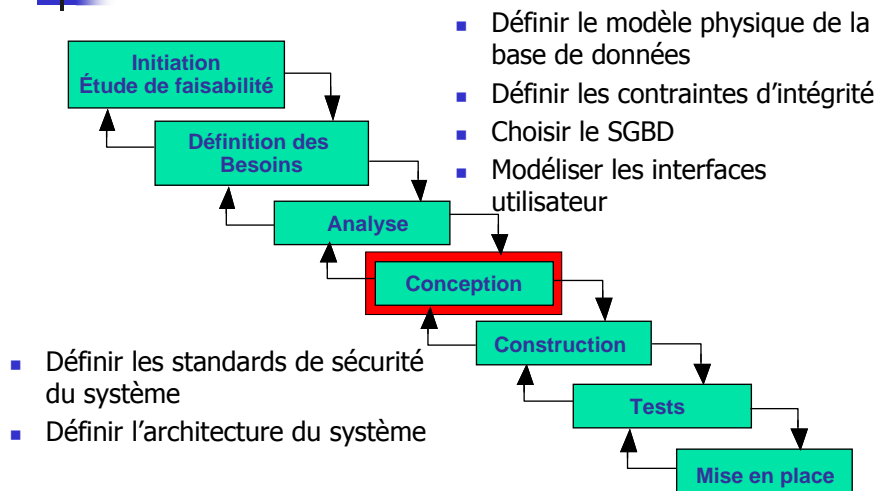 Définir le modèle physique de la
base de données
Définir les contraintes d'intégrité
Choisir le SGBD
Modéliser les interfaces
utilisateur
Initiation
Étude de faisabilité
Définition des
Besoins
Analyse
Conception
Construction
Tests
Mise en place
Définir les standards de sécurité
du système
Définir l'architecture du système